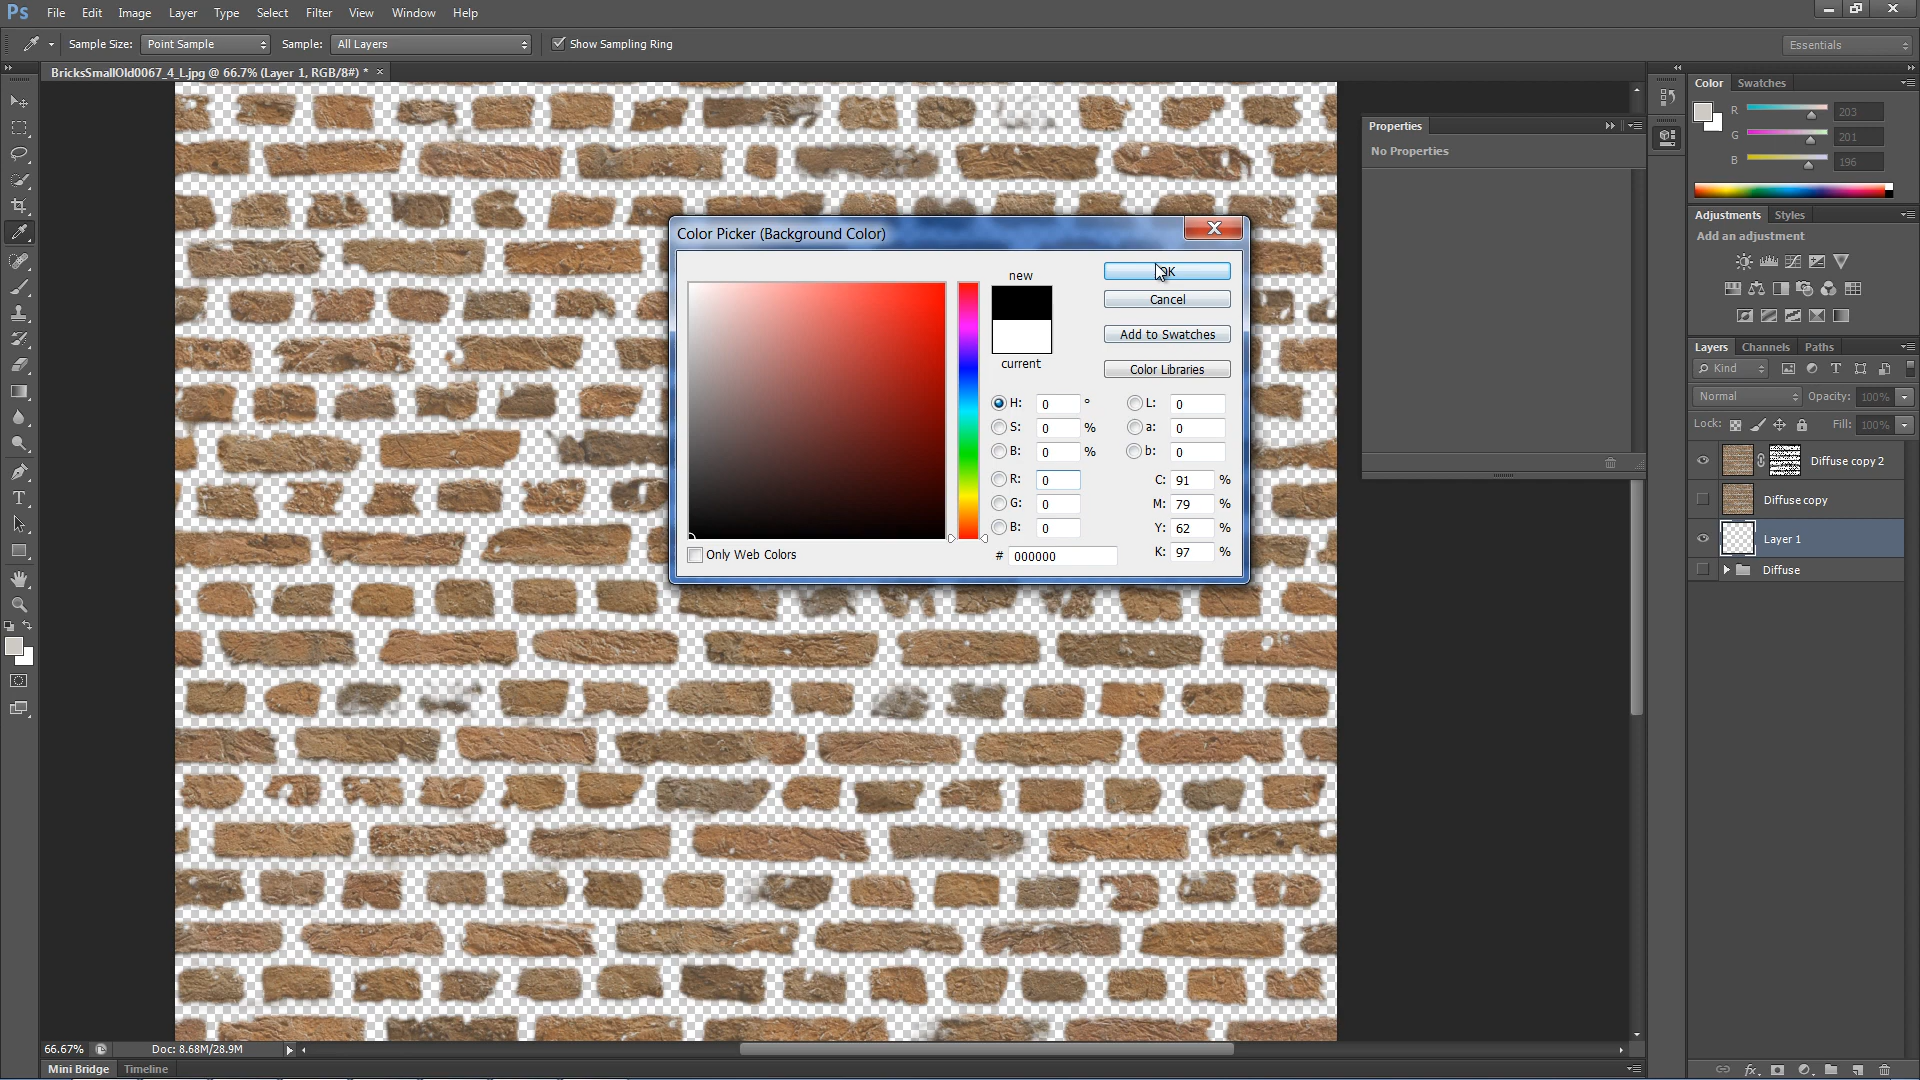 Ps File Edit Image Layer Type Select Filter View Window Help
Sample Size: Point Sample Sample: All Layers Show Sampling Ring Essentials
BricksSmallOld0067_4_L.jpg @ 66.7% (Layer 1, RGB/8#) * ×
Color Swatches
R 203
G 201
B 196
Properties
No Properties
Adjustments Styles
Add an adjustment
Color Picker (Background Color)
new
current
OK
Cancel
Add to Swatches
Color Libraries
H: 0 °
S: 0 %
B: 0 %
R: 0
G: 0
B: 0
# 000000
L: 0
a: 0
b: 0
C: 91 %
M: 79 %
Y: 62 %
K: 97 %
Only Web Colors
Layers Channels Paths
Kind
Normal Opacity: 100%
Lock: Fill: 100%
Diffuse copy 2
Diffuse copy
Layer 1
Diffuse
T
66.67% Doc: 8.68M/28.9M
Mini Bridge Timeline
fx